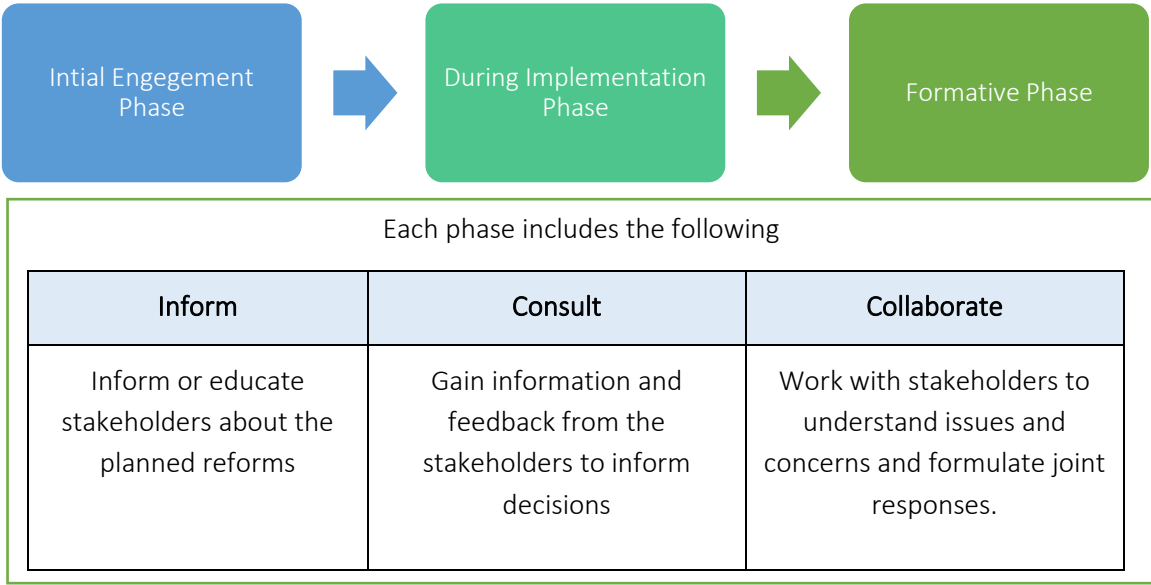 Intial Engegement
Phase
During Implementation
Phase
Formative Phase
Each phase includes the following
Inform
Consult
Collaborate
Inform or educate
stakeholders about the
planned reforms
Gain information and
feedback from the
stakeholders to inform
decisions
Work with stakeholders to
understand issues and
concerns and formulate joint
responses.